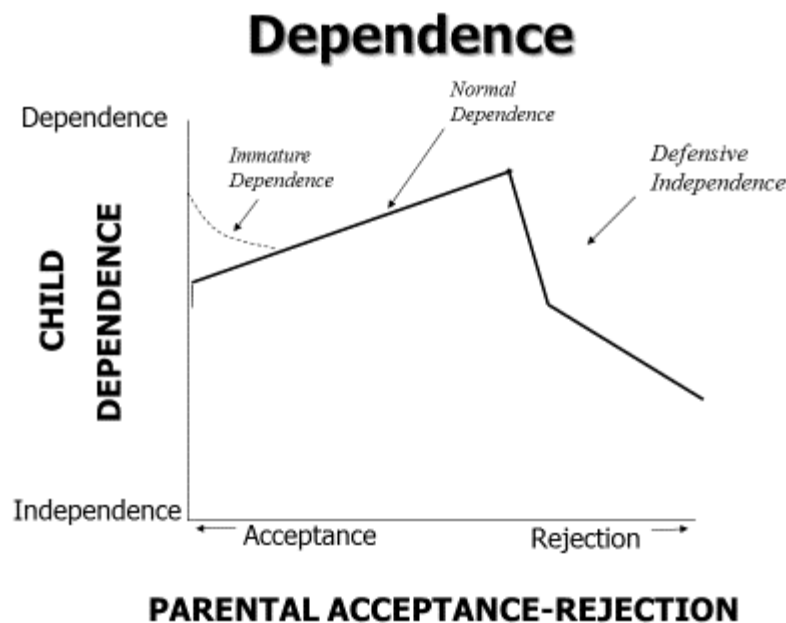 Dependence
Normal
Dependence
Dependence
Immature
Dependence
Defensive
Independence
CHILD
DEPENDENCE
Independence
Acceptance
Rejection
PARENTAL ACCEPTANCE-REJECTION